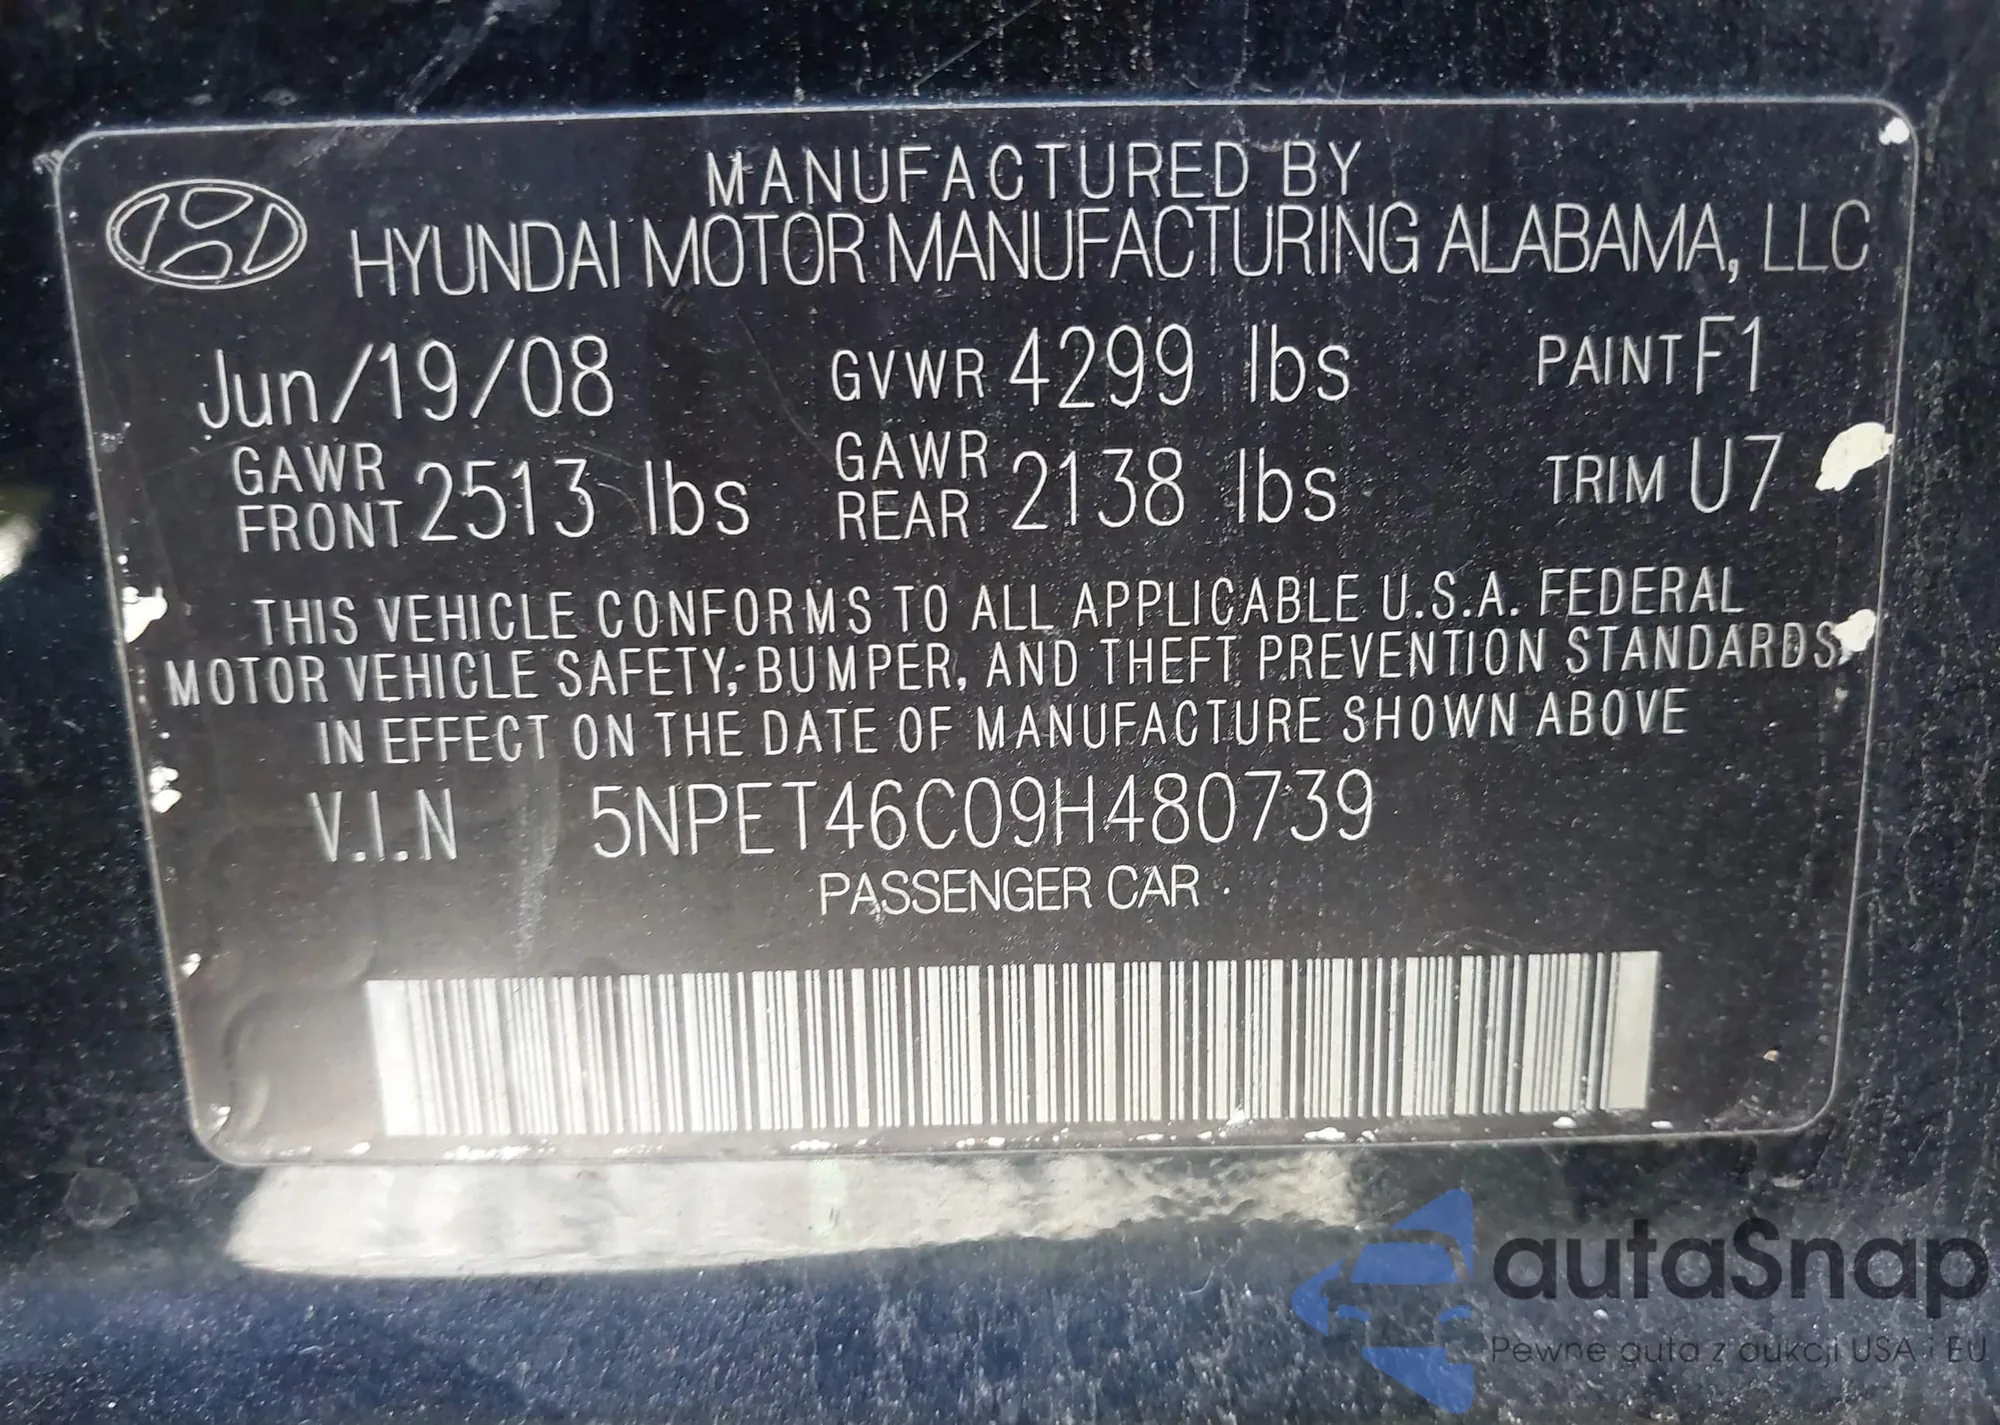 MANUFACTURED BY
HYUNDAI MOTOR MANUFACTURING ALABAMA, LLC
Jun/19/08 GVWR 4299 lbs PAINT F1
GAWR FRONT 2513 lbs GAWR REAR 2138 lbs TRIM U7
THIS VEHICLE CONFORMS TO ALL APPLICABLE U.S.A. FEDERAL
MOTOR VEHICLE SAFETY, BUMPER, AND THEFT PREVENTION STANDARDS
IN EFFECT ON THE DATE OF MANUFACTURE SHOWN ABOVE
V.I.N 5NPET46C09H480739
PASSENGER CAR
autaSnap
Pewne auta z aukcji USA i EU